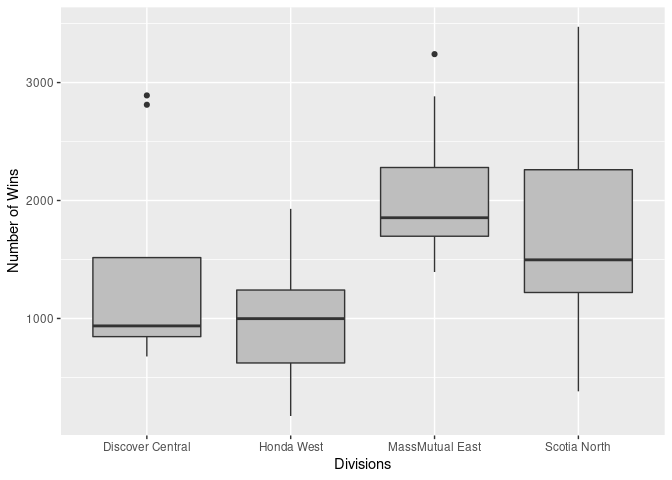 3000
2000
1000
Number of Wins
Discover Central Honda West MassMutual East Scotia North
Divisions